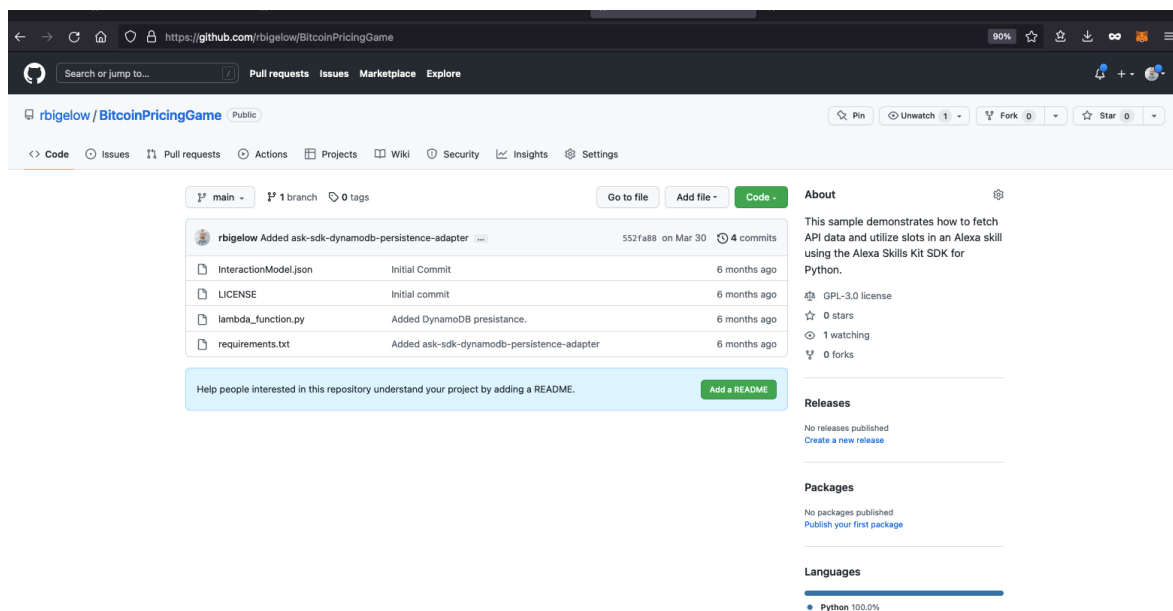 https://github.com/rbigelow/BitcoinPricingGame
90%
Search or jump to...
/
Pull requests Issues Marketplace Explore
rbigelow / BitcoinPricingGame Public
Pin
Unwatch 1
Fork 0
Star 0
Code Issues Pull requests Actions Projects Wiki Security Insights Settings
main 1 branch 0 tags
Go to file Add file Code
rbigelow Added ask-sdk-dynamodb-persistence-adapter ... 552fa88 on Mar 30 4 commits
InteractionModel.json Initial Commit 6 months ago
LICENSE Initial commit 6 months ago
lambda_function.py Added DynamoDB presistance. 6 months ago
requirements.txt Added ask-sdk-dynamodb-persistence-adapter 6 months ago
Help people interested in this repository understand your project by adding a README. Add a README
About
This sample demonstrates how to fetch
API data and utilize slots in an Alexa skill
using the Alexa Skills Kit SDK for
Python.
GPL-3.0 license
0 stars
1 watching
0 forks
Releases
No releases published
Create a new release
Packages
No packages published
Publish your first package
Languages
Python 100.0%